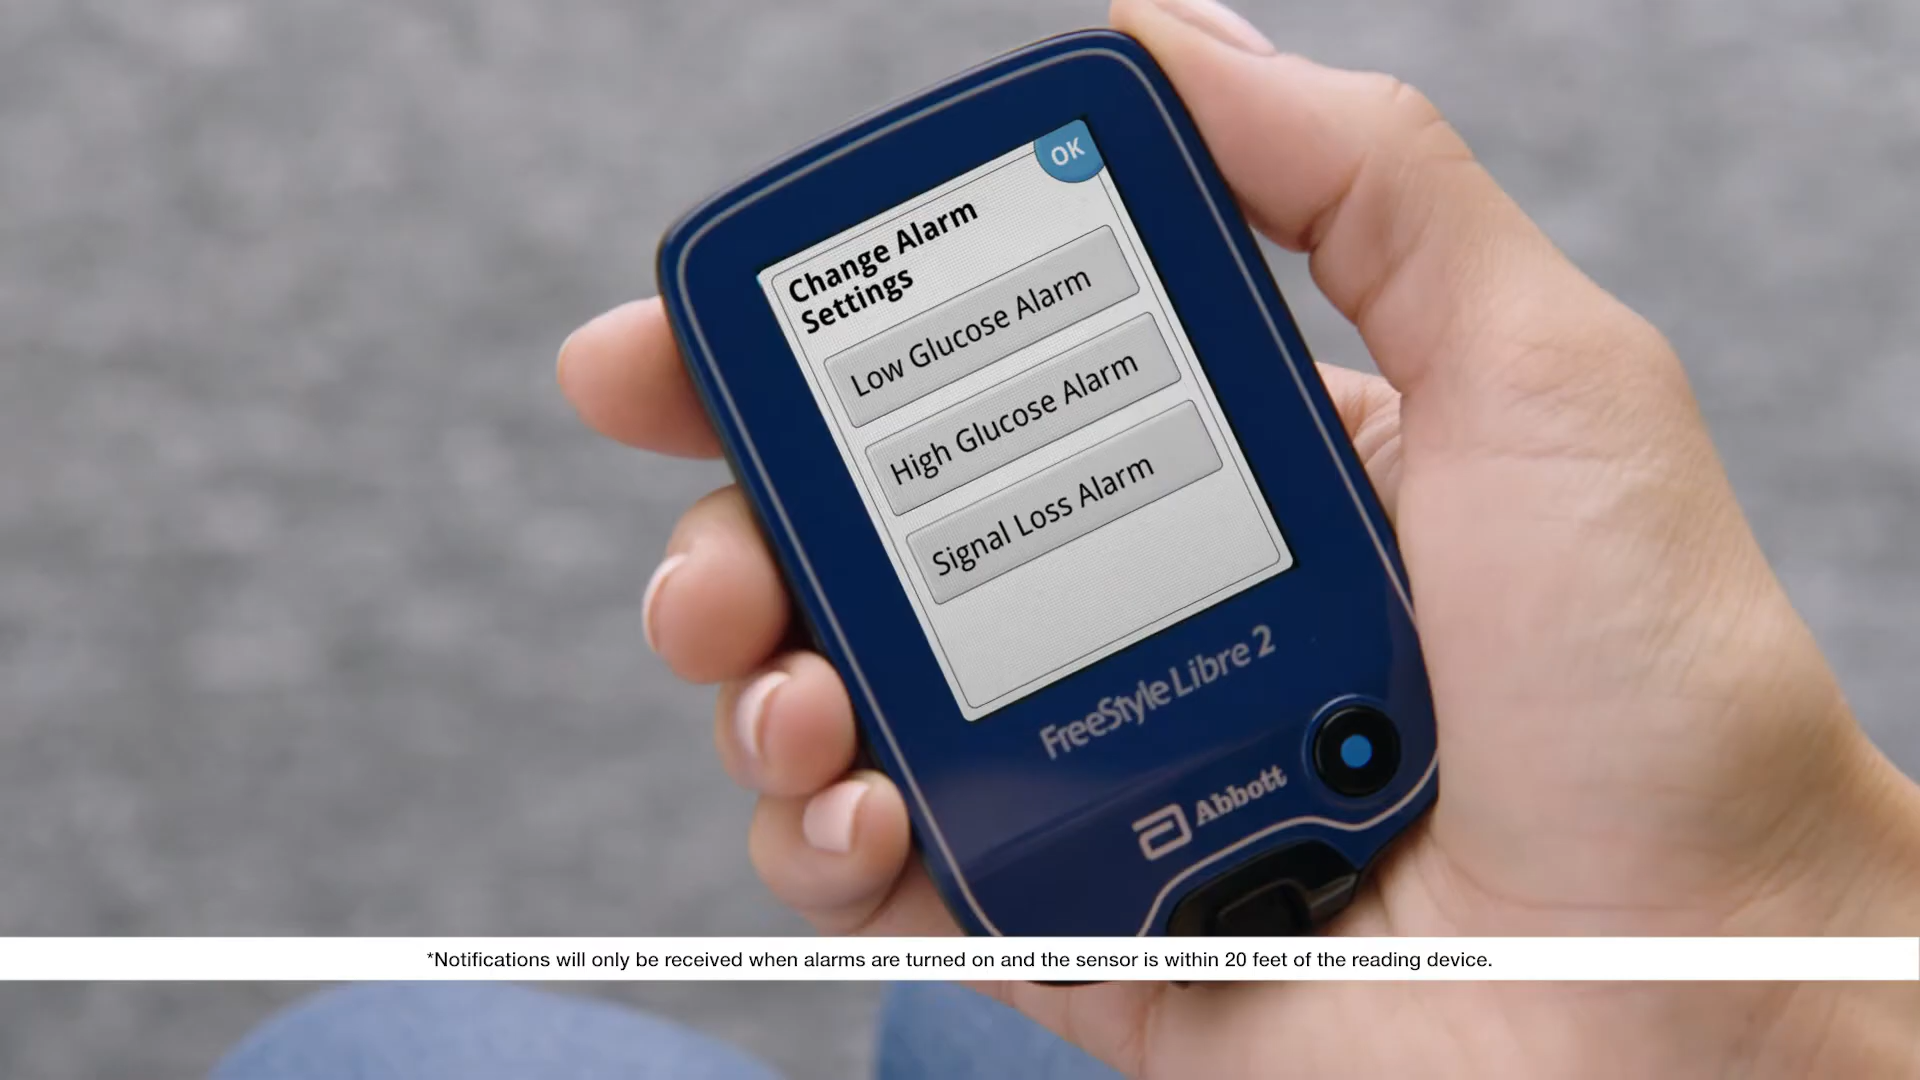 OK
Change Alarm
Settings
Low Glucose Alarm
High Glucose Alarm
Signal Loss Alarm
FreeStyle Libre 2
Abbott
*Notifications will only be received when alarms are turned on and the sensor is within 20 feet of the reading device.